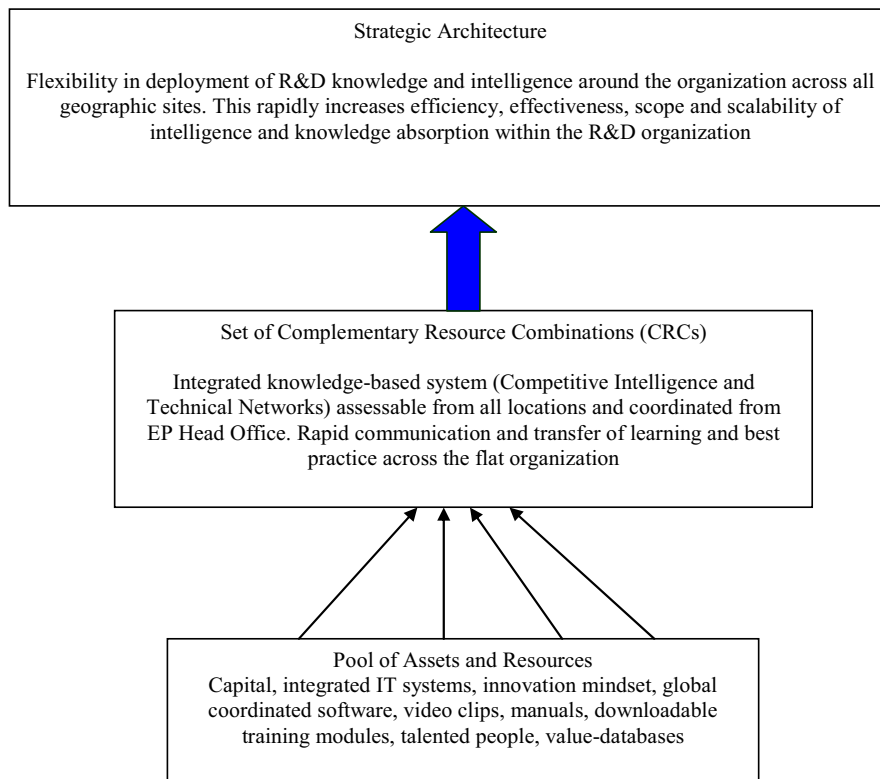 Strategic Architecture
Flexibility in deployment of R&D knowledge and intelligence around the organization across all
geographic sites. This rapidly increases efficiency, effectiveness, scope and scalability of
intelligence and knowledge absorption within the R&D organization
Set of Complementary Resource Combinations (CRCs)
Integrated knowledge-based system (Competitive Intelligence and
Technical Networks) assessable from all locations and coordinated from
EP Head Office. Rapid communication and transfer of learning and best
practice across the flat organization
Pool of Assets and Resources
Capital, integrated IT systems, innovation mindset, global
coordinated software, video clips, manuals, downloadable
training modules, talented people, value-databases